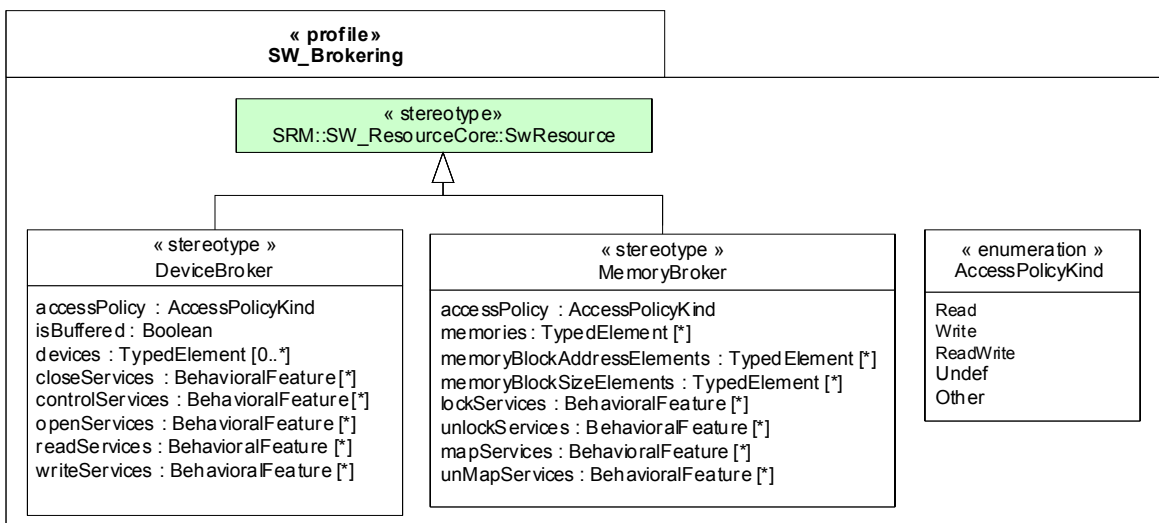 « profile»
SW_Brokering
« stereotype»
SRM::SW_ResourceCore::SwResource
« stereotype »
DeviceBroker
accessPolicy : AccessPolicyKind
isBuffered : Boolean
devices : TypedElement [0..*]
closeServices : BehavioralFeature [*]
controlServices : BehavioralFeature [*]
openServices : BehavioralFeature [*]
readServices : BehavioralFeature [*]
writeServices : BehavioralFeature [*]
« stereotype »
MemoryBroker
accessPolicy : AccessPolicyKind
memories : TypedElement [*]
memoryBlockAddressElements : TypedElement [*]
memoryBlockSizeElements : TypedElement [*]
lockServices : BehavioralFeature [*]
unlockServices : BehavioralFeature [*]
mapServices : BehavioralFeature [*]
unMapServices : BehavioralFeature [*]
« enumeration »
AccessPolicyKind
Read
Write
ReadWrite
Undef
Other